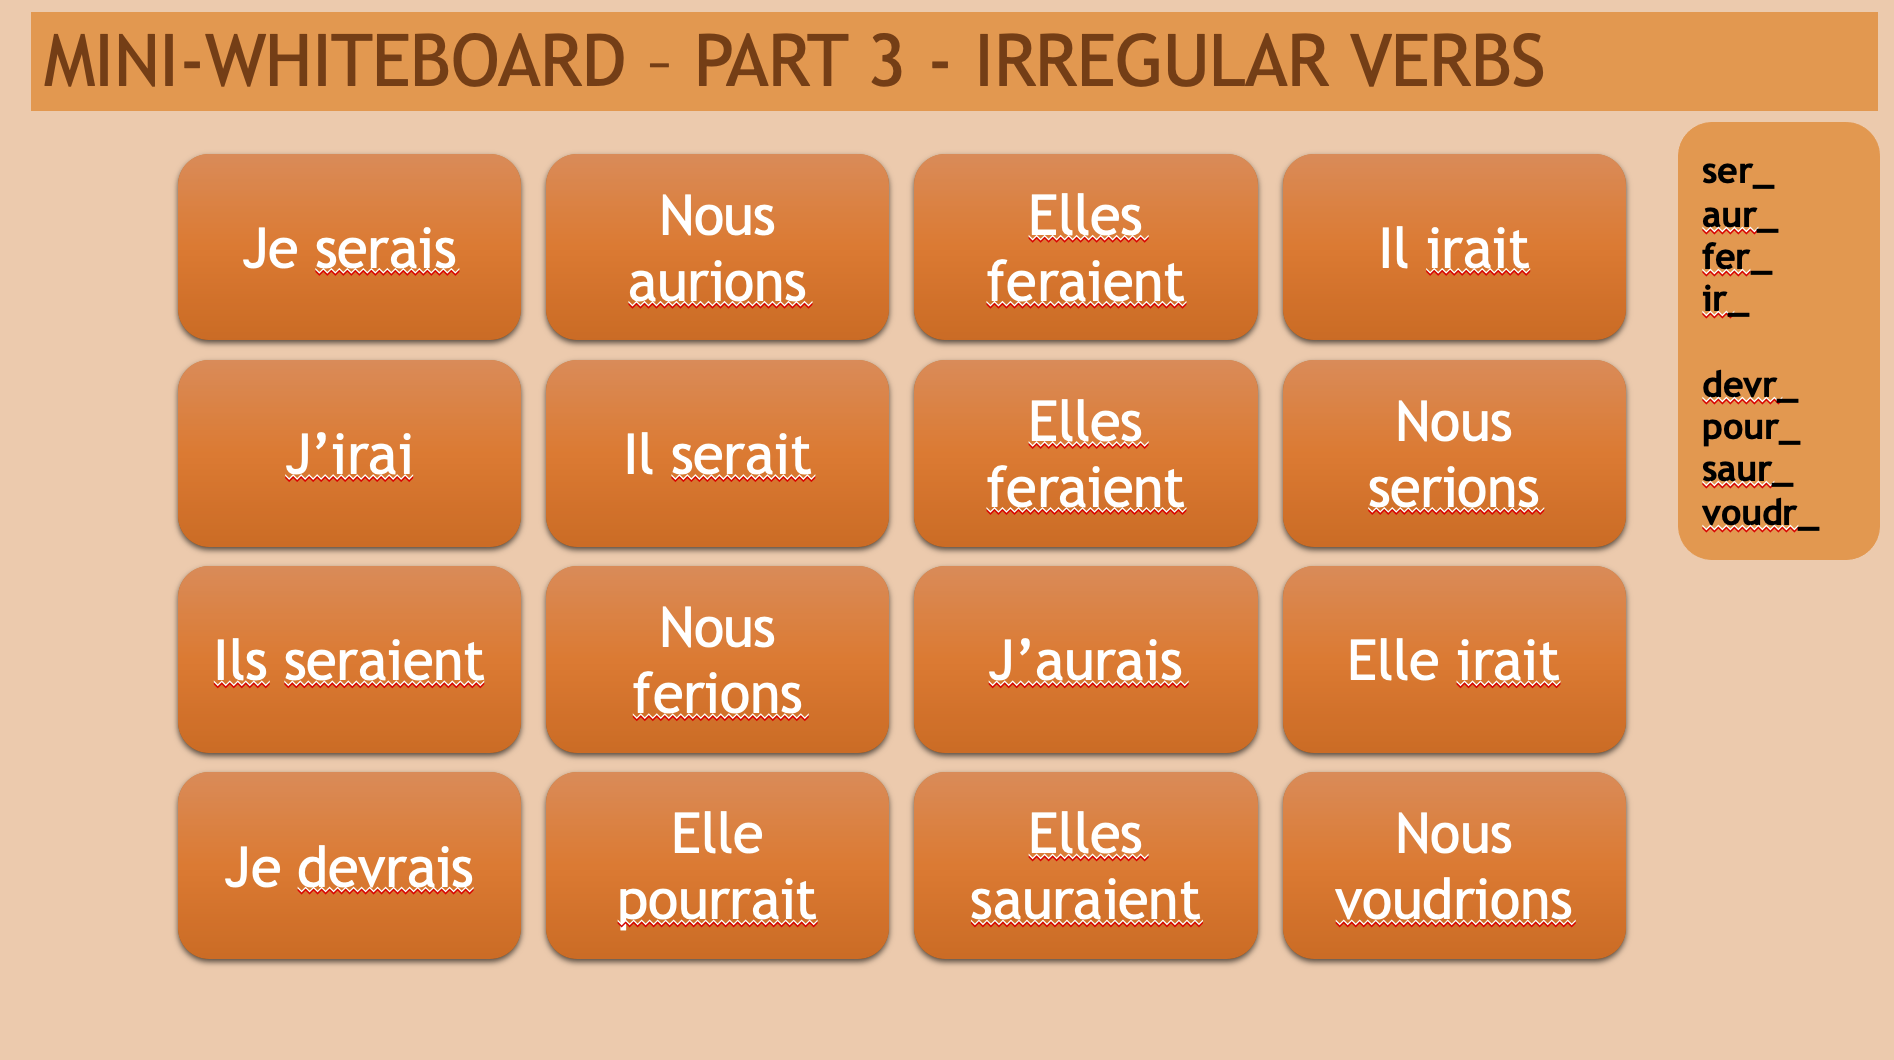 MINI-WHITEBOARD – PART 3 - IRREGULAR VERBS
Je serais
Nous
aurions
Elles
feraient
Il irait
J’irai
Il serait
Elles
feraient
Nous
serions
Ils seraient
Nous
ferions
J’aurais
Elle irait
Je devrais
Elle
pourrait
Elles
sauraient
Nous
voudrions
ser_
aur_
fer_
ir_
devr_
pour_
saur_
voudr_